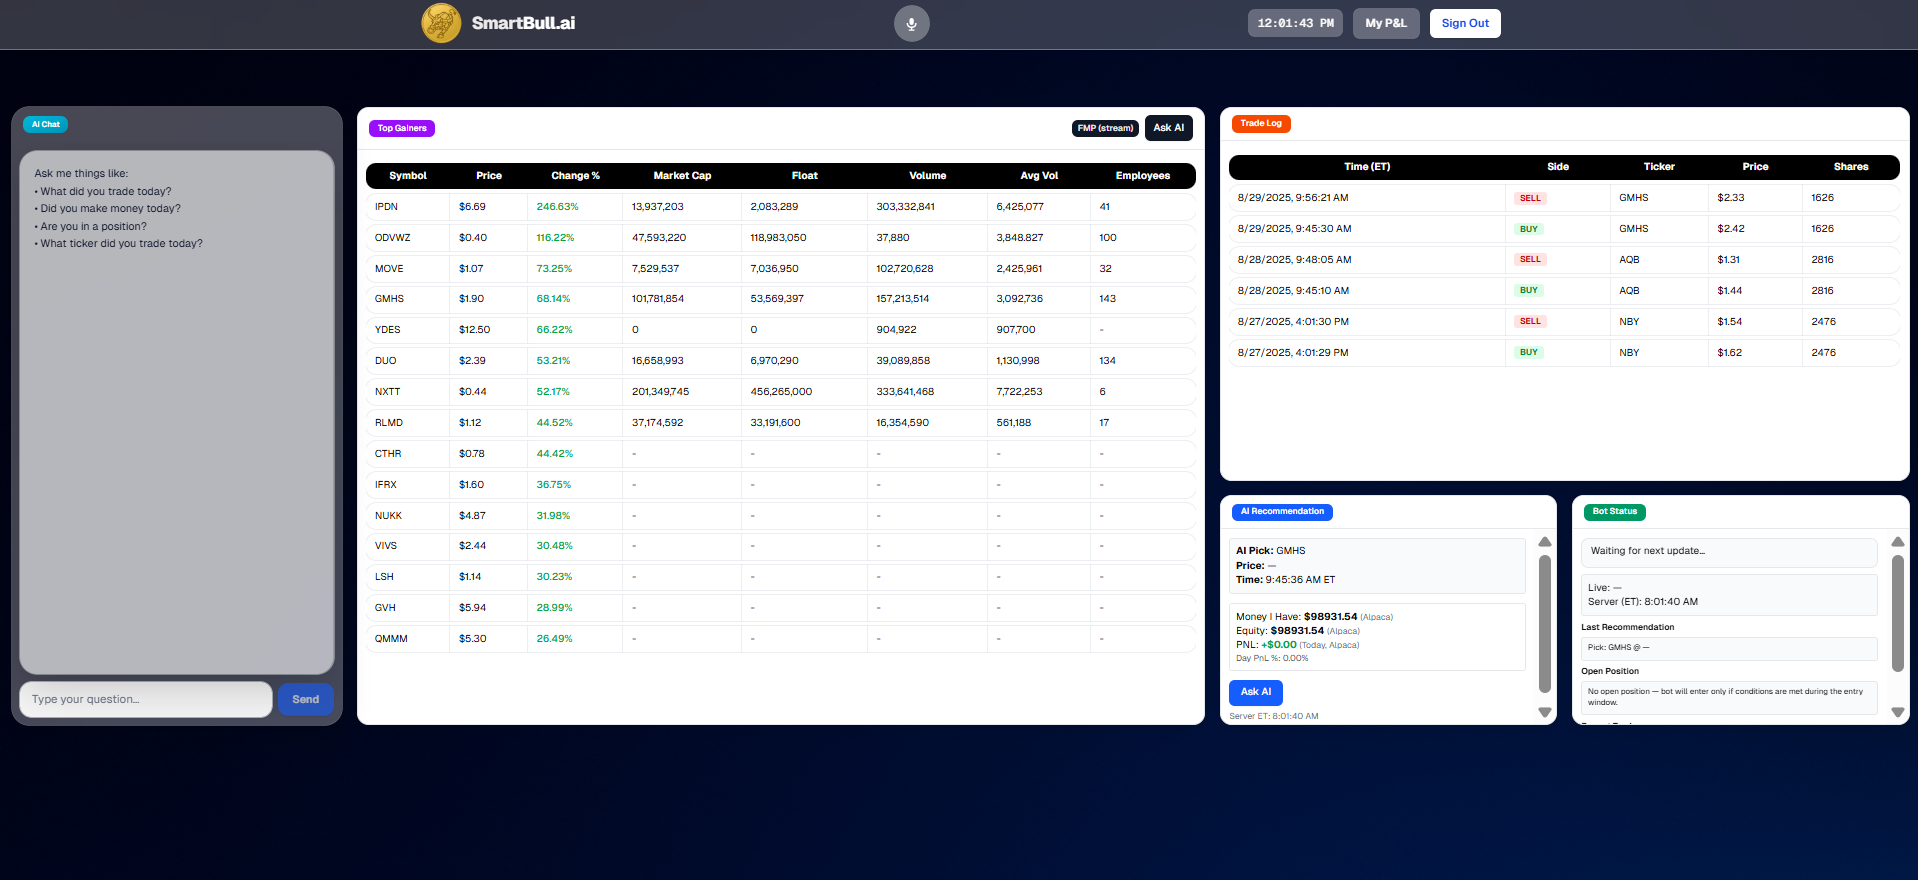 SmartBull.ai
12:01:43 PM
My P&L
Sign Out
Ai Chat
Ask me things like:
• What did you trade today?
• Did you make money today?
• Are you in a position?
• What ticker did you trade today?
Type your question...
Send
Top Gainers
FMP (stream)
Ask AI
Symbol Price Change % Market Cap Float Volume Avg Vol Employees
IPDN $6.69 246.63% 13,937,203 2,083,289 303,332,841 6,425,077 41
ODVWZ $0.40 116.22% 47,593,220 118,983,050 37,880 3,848.827 100
MOVE $1.07 73.25% 7,529,537 7,036,950 102,720,628 2,425,961 32
GMHS $1.90 68.14% 101,781,854 53,569,397 157,213,514 3,092,736 143
YDES $12.50 66.22% 0 0 904,922 907,700 -
DUO $2.39 53.21% 16,658,993 6,970,290 39,089,858 1,130,998 134
NXTT $0.44 52.17% 201,349,745 456,265,000 333,641,468 7,722,253 6
RLMD $1.12 44.52% 37,174,592 33,191,600 16,354,590 561,188 17
CTHR $0.78 44.42% - - - - -
IFRX $1.60 36.75% - - - - -
NUKK $4.87 31.98% - - - - -
VIVS $2.44 30.48% - - - - -
LSH $1.14 30.23% - - - - -
GVH $5.94 28.99% - - - - -
QMMM $5.30 26.49% - - - - -
Trade Log
Time (ET) Side Ticker Price Shares
8/29/2025, 9:56:21 AM SELL GMHS $2.33 1626
8/29/2025, 9:45:30 AM BUY GMHS $2.42 1626
8/28/2025, 9:48:05 AM SELL AQB $1.31 2816
8/28/2025, 9:45:10 AM BUY AQB $1.44 2816
8/27/2025, 4:01:30 PM SELL NBY $1.54 2476
8/27/2025, 4:01:29 PM BUY NBY $1.62 2476
AI Recommendation
AI Pick: GMHS
Price: —
Time: 9:45:36 AM ET
Money I Have: $98931.54 (Alpaca)
Equity: $98931.54 (Alpaca)
PNL: +$0.00 (Today, Alpaca)
Day PnL %: 0.00%
Ask AI
Server ET: 8:01:40 AM
Bot Status
Waiting for next update...
Live: —
Server (ET): 8:01:40 AM
Last Recommendation
Pick: GMHS @ —
Open Position
No open position — bot will enter only if conditions are met during the entry
window.